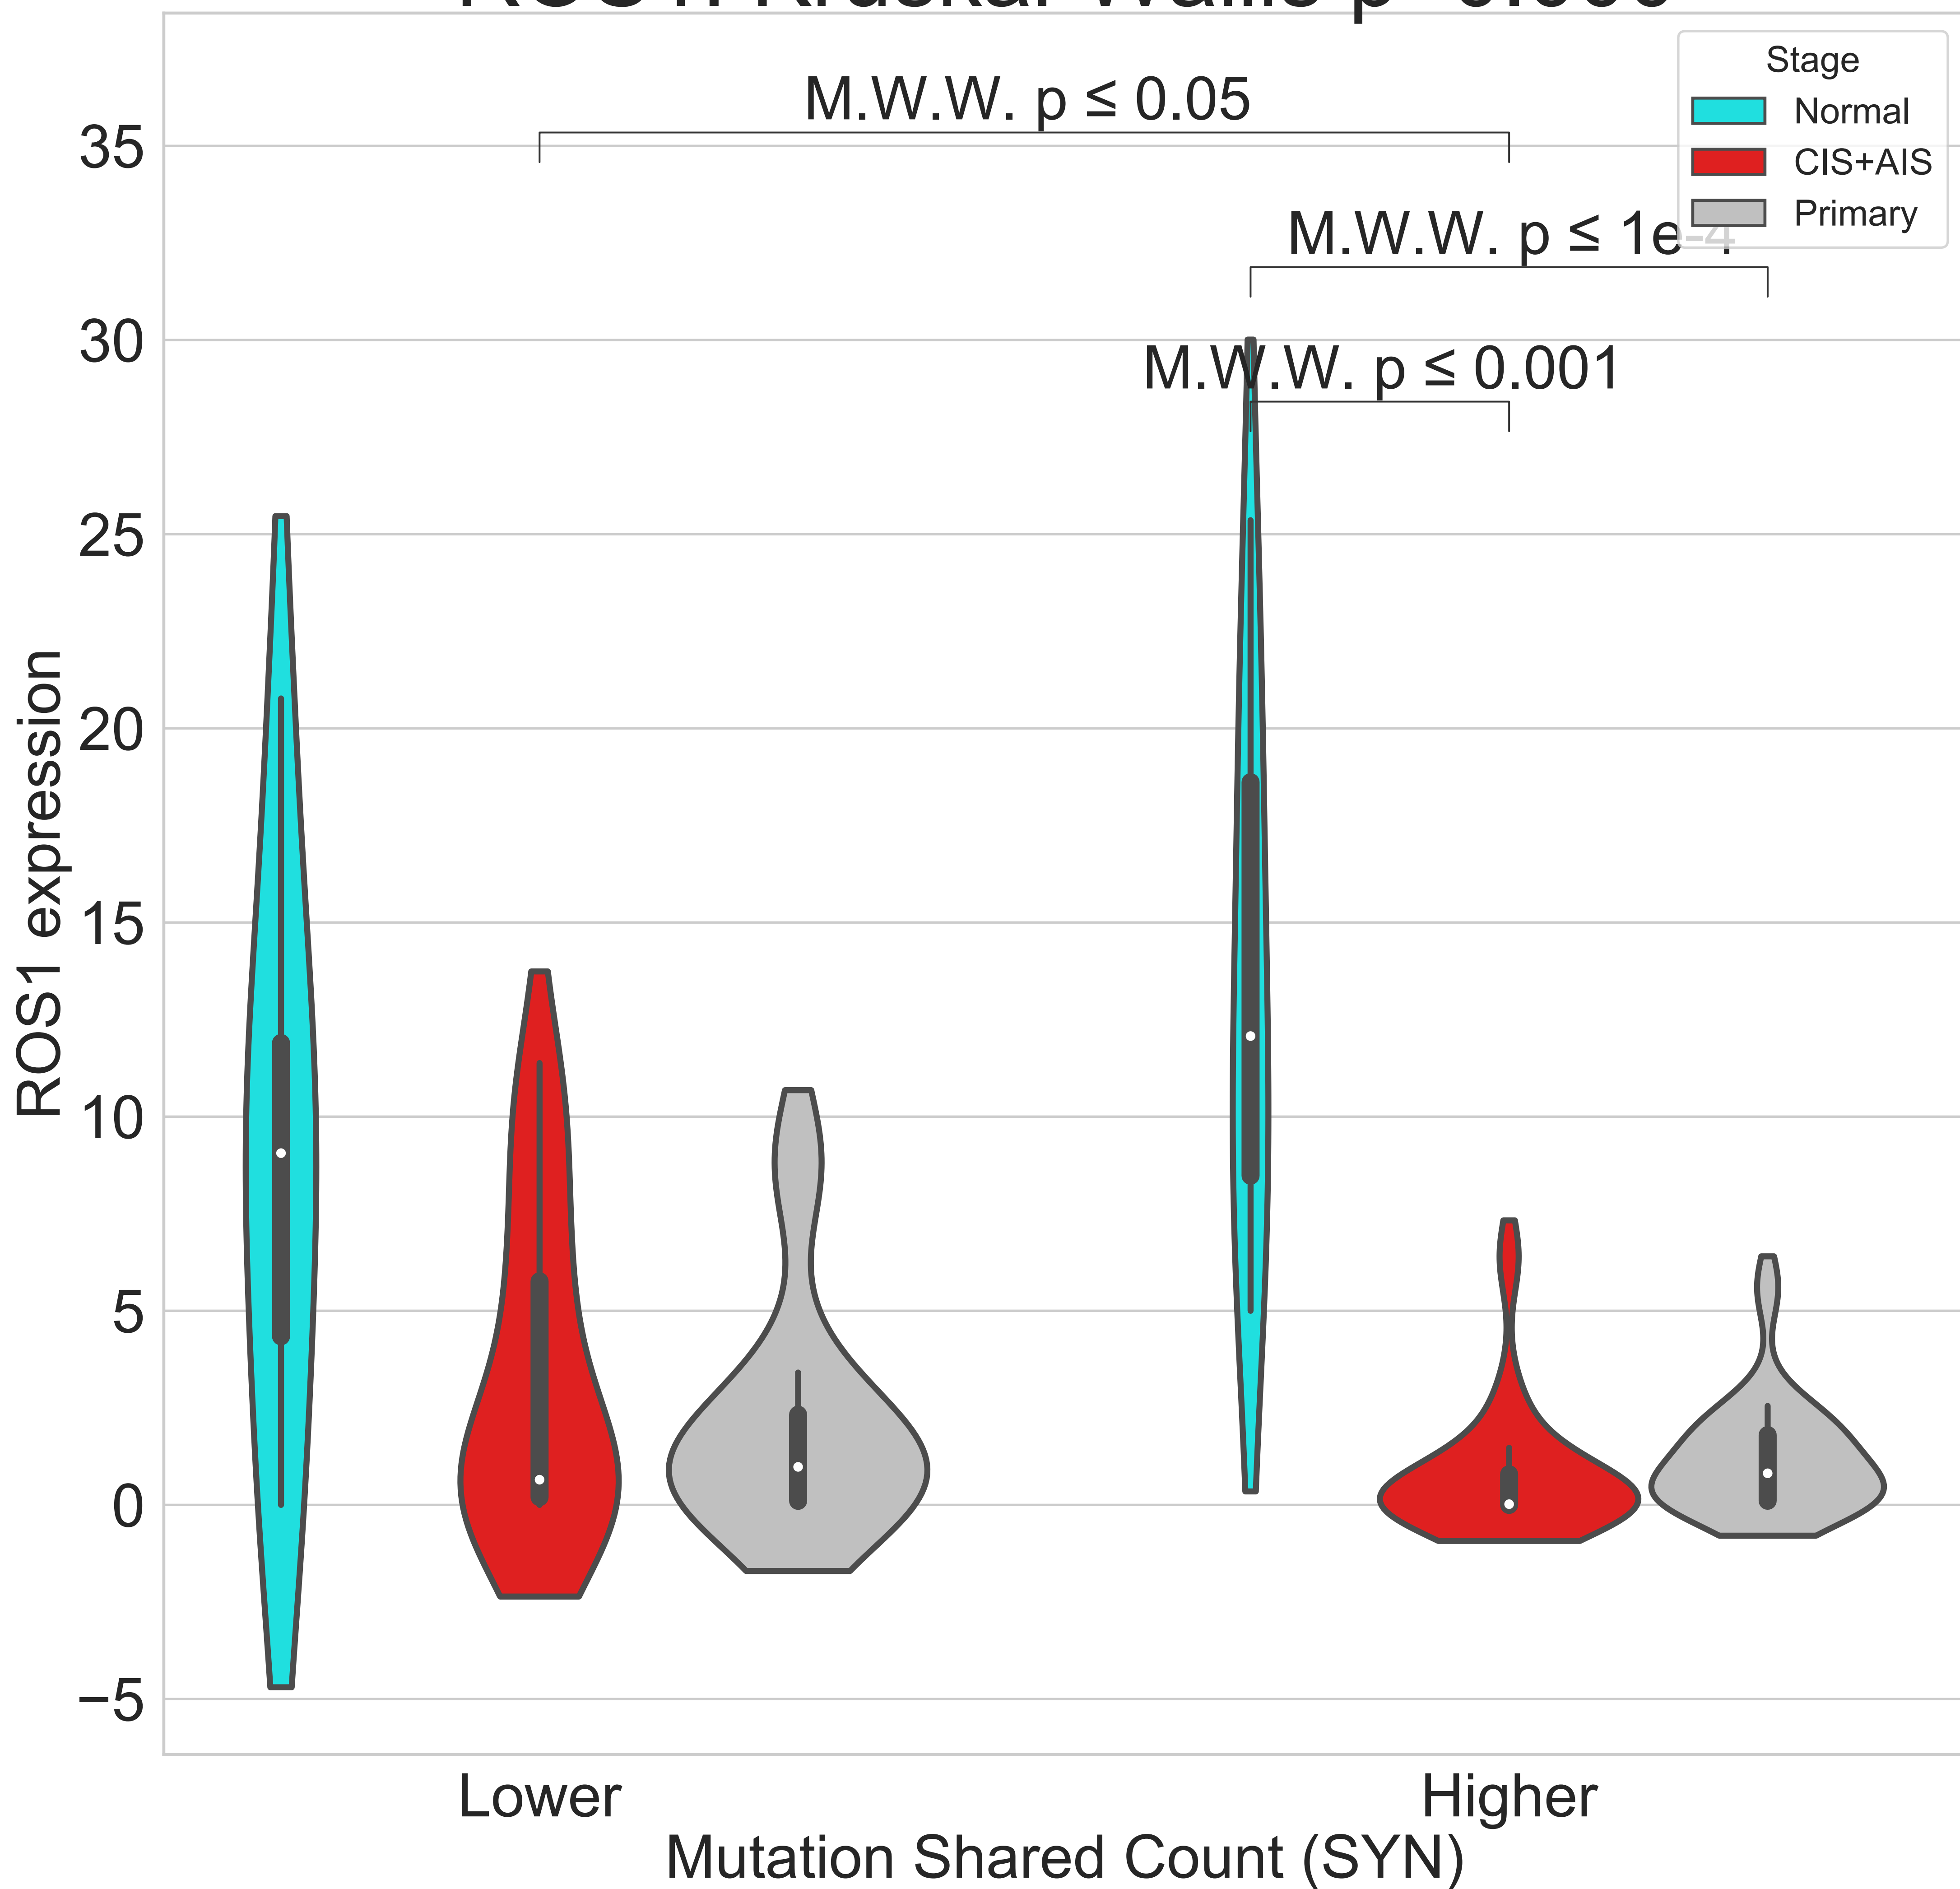 M.W.W. p ≤ 0.05
Stage
Normal
CIS+AIS
Primary
M.W.W. p ≤ 1e-4
M.W.W. p ≤ 0.001
35
30
25
20
15
10
5
0
−5
ROS1 expression
Lower
Higher
Mutation Shared Count (SYN)